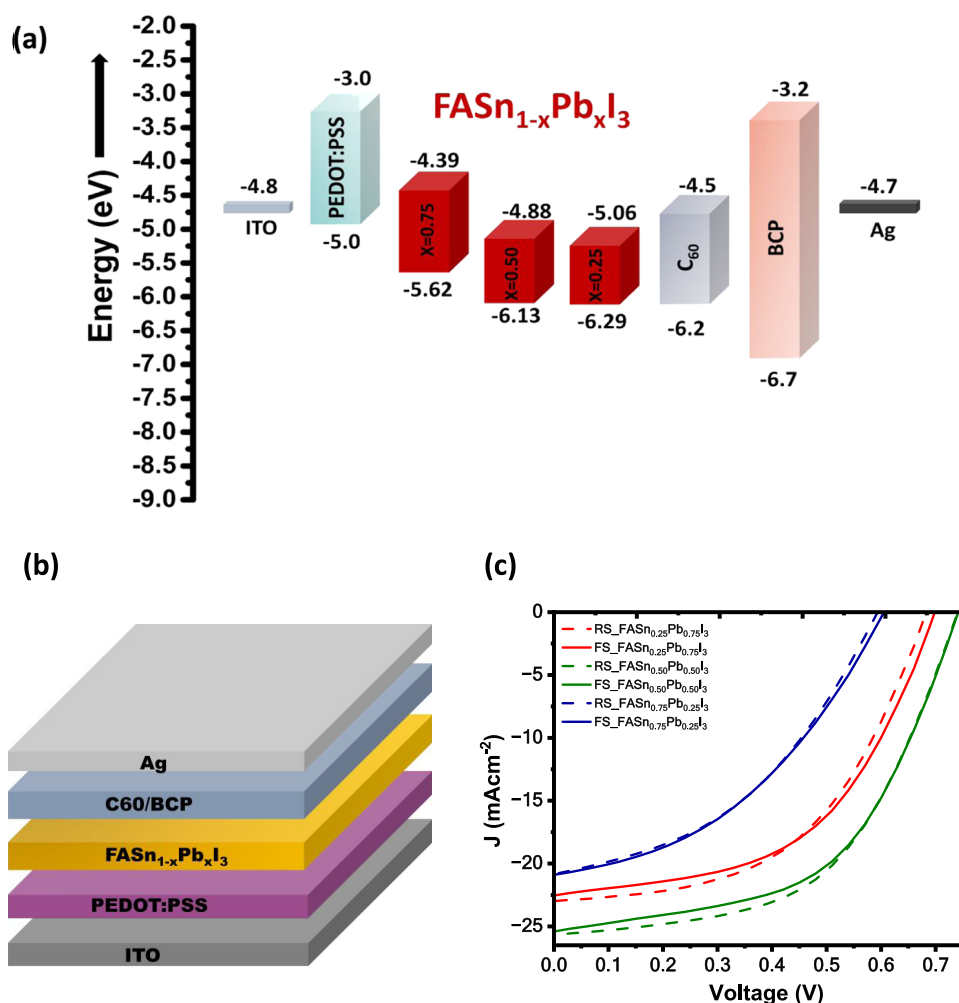 (a)
Energy (eV)
-2.0
-2.5
-3.0
-3.5
-4.0
-4.5
-5.0
-5.5
-6.0
-6.5
-7.0
-7.5
-8.0
-8.5
-9.0
FASn1-xPbxI3
-4.8
ITO
-3.0
PEDOT:PSS
-5.0
-4.39
X=0.75
-5.62
-4.88
X=0.50
-6.13
-5.06
X=0.25
-6.29
-4.5
C60
-6.2
-3.2
BCP
-6.7
-4.7
Ag
(b)
Ag
C60/BCP
FASn1-xPbxI3
PEDOT:PSS
ITO
(c)
RS_FASn0.25Pb0.75I3
FS_FASn0.25Pb0.75I3
RS_FASn0.50Pb0.50I3
FS_FASn0.50Pb0.50I3
RS_FASn0.75Pb0.25I3
FS_FASn0.75Pb0.25I3
J (mAcm-2)
0
−5
−10
−15
−20
−25
0.0 0.1 0.2 0.3 0.4 0.5 0.6 0.7
Voltage (V)